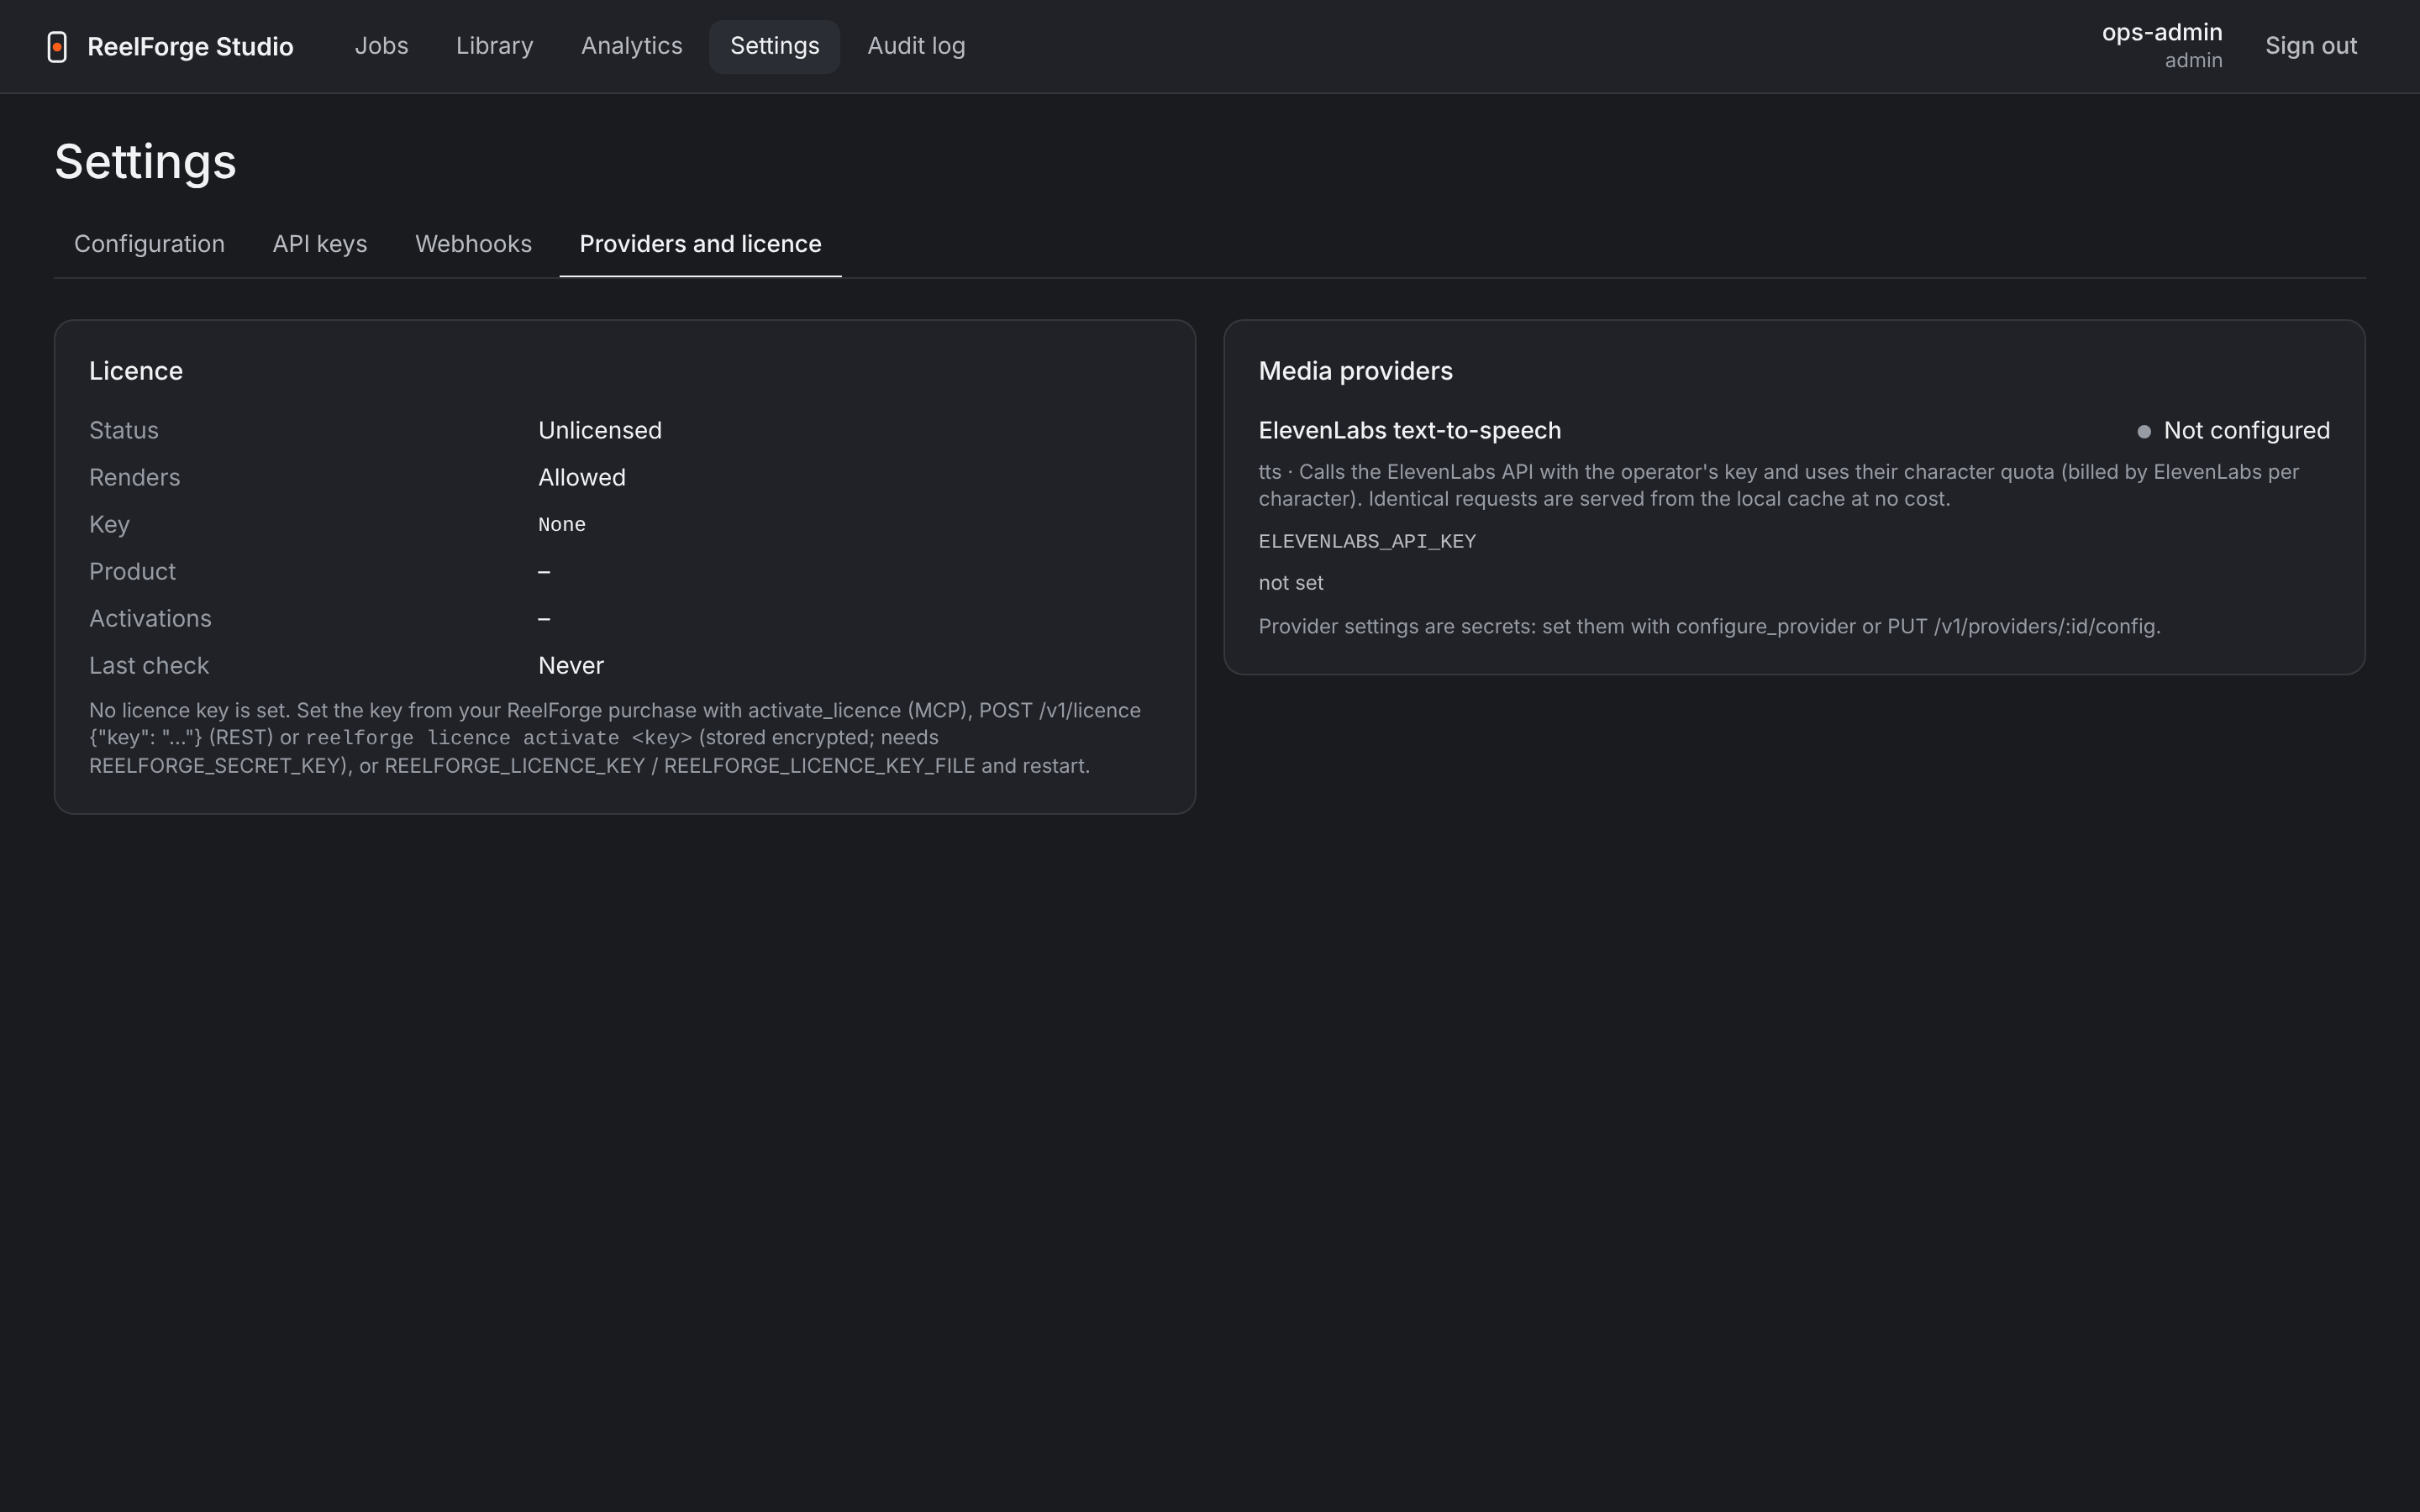 ReelForge Studio
Jobs
Library
Analytics
Settings
Audit log
ops-admin
admin
Sign out
Settings
Configuration
API keys
Webhooks
Providers and licence
Licence
Status Unlicensed
Renders Allowed
Key None
Product –
Activations –
Last check Never
No licence key is set. Set the key from your ReelForge purchase with activate_licence (MCP), POST /v1/licence
{"key": "..."} (REST) or reelforge licence activate <key> (stored encrypted; needs
REELFORGE_SECRET_KEY), or REELFORGE_LICENCE_KEY / REELFORGE_LICENCE_KEY_FILE and restart.
Media providers
ElevenLabs text-to-speech
Not configured
tts · Calls the ElevenLabs API with the operator's key and uses their character quota (billed by ElevenLabs per
character). Identical requests are served from the local cache at no cost.
ELEVENLABS_API_KEY
not set
Provider settings are secrets: set them with configure_provider or PUT /v1/providers/:id/config.